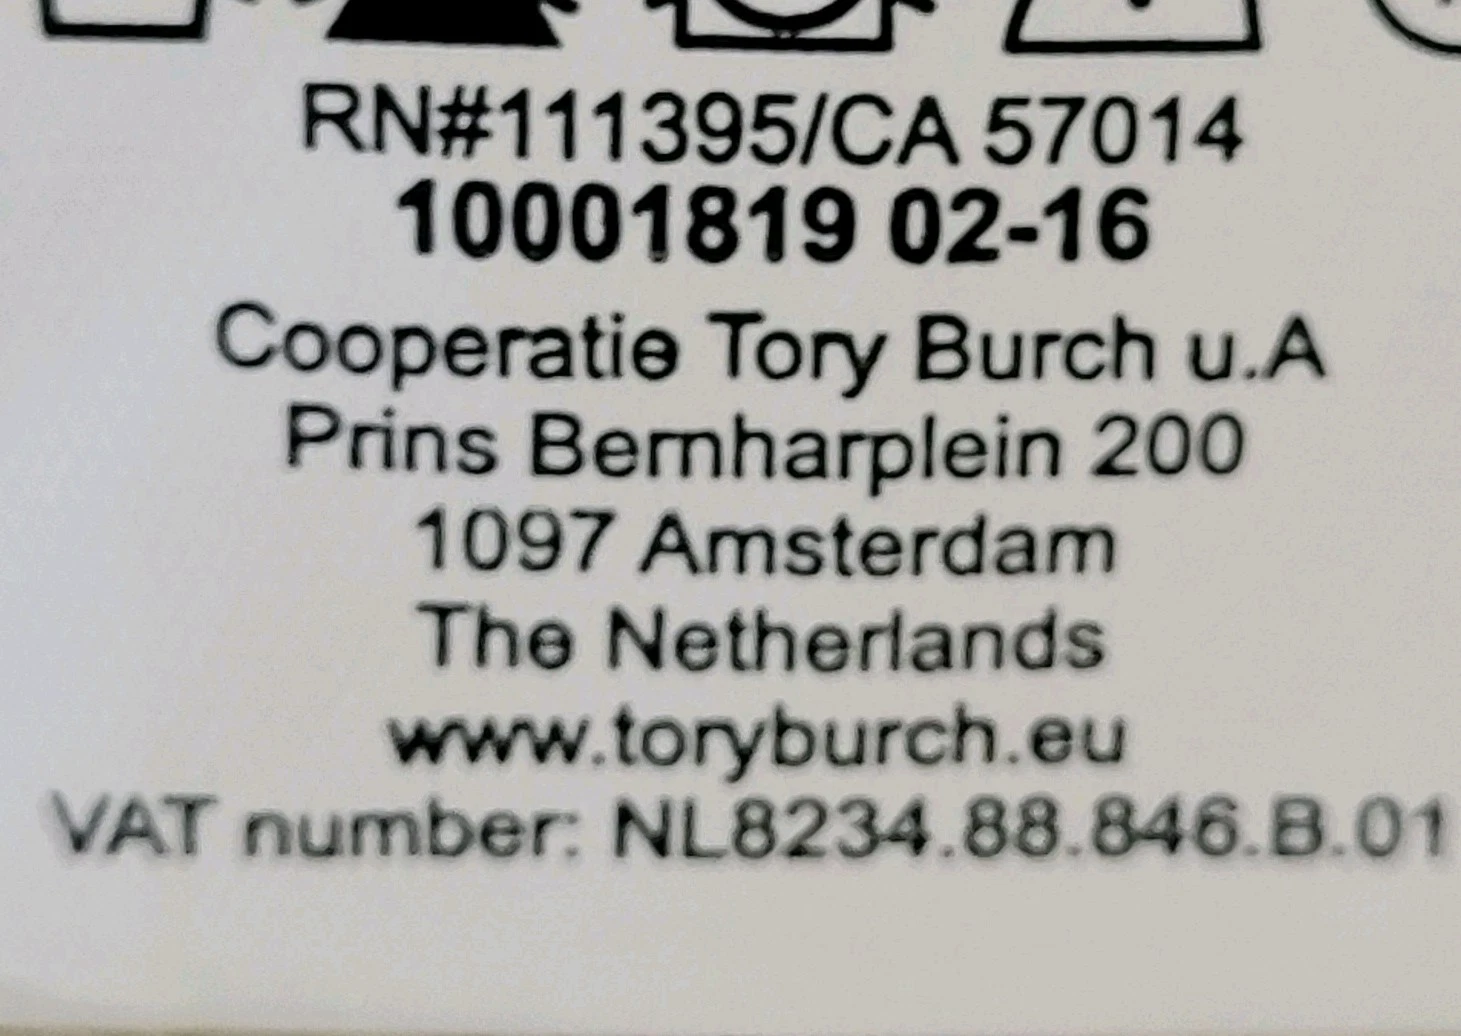 RN#111395/CA 57014
10001819 02-16
Cooperatie Tory Burch u.A
Prins Bernharplein 200
1097 Amsterdam
The Netherlands
www.toryburch.eu
VAT number: NL8234.88.846.B.01